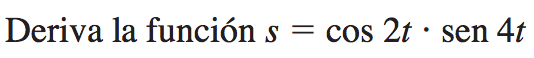 Deriva la función s = cos 2t · sen 4t